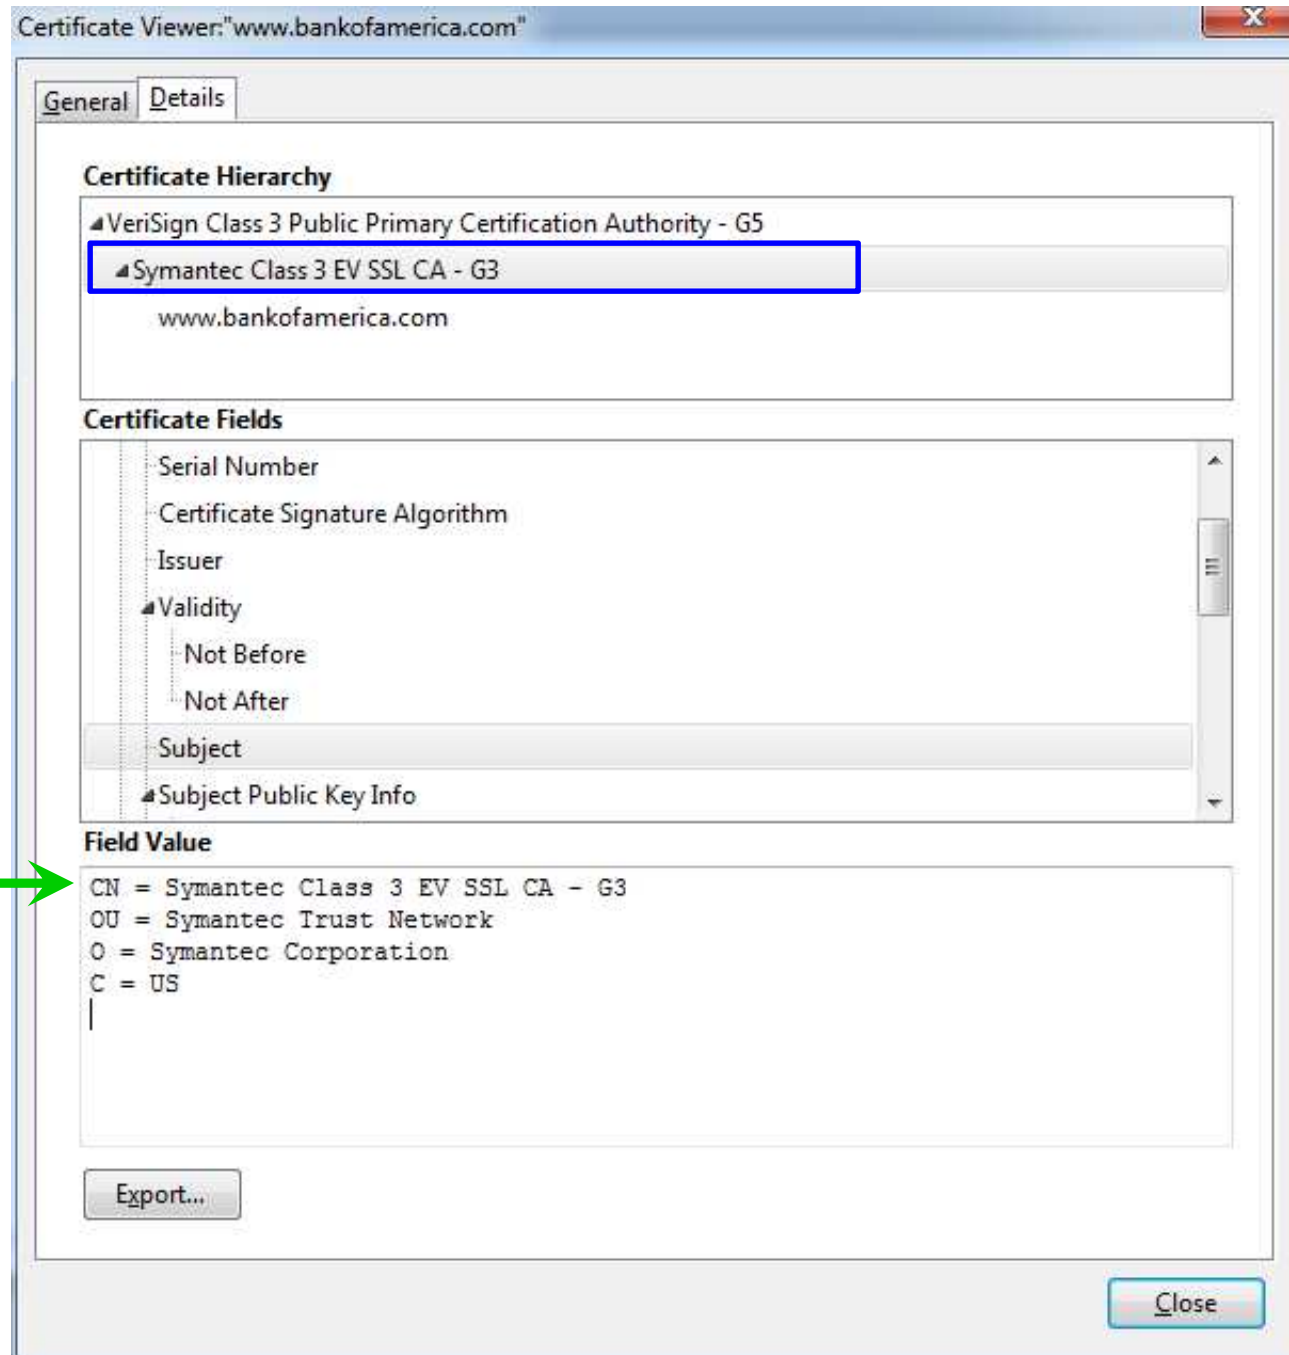 Certificate Viewer:"www.bankofamerica.com"
General Details
Certificate Hierarchy
VeriSign Class 3 Public Primary Certification Authority - G5
Symantec Class 3 EV SSL CA - G3
www.bankofamerica.com
Certificate Fields
Serial Number
Certificate Signature Algorithm
Issuer
Validity
Not Before
Not After
Subject
Subject Public Key Info
Field Value
CN = Symantec Class 3 EV SSL CA - G3
OU = Symantec Trust Network
O = Symantec Corporation
C = US
Export...
Close